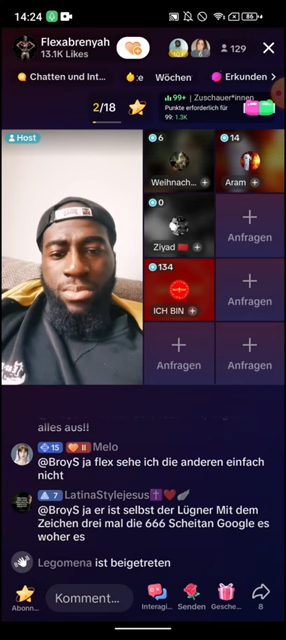 14:24
86
Flexabrenyah
13.1K Likes
129
Chatten und Int...
Wöchen
Erkunden
2/18
99+ | Zuschauer*innen
Punkte erforderlich für
99: 1.3K
Host
6
Weihnach...
14
Aram
0
Ziyad
Anfragen
134
ICH BIN
Anfragen
Anfragen
Anfragen
alles aus!!
15 II Melo
@BroyS ja flex sehe ich die anderen einfach
nicht
7 LatinaStylejesus
@BroyS ja er ist selbst der Lügner Mit dem
Zeichen drei mal die 666 Scheitan Google es
woher es
Legomena ist beigetreten
Kommentar...
Abonn...
Interagi...
Senden
Gesche...
8